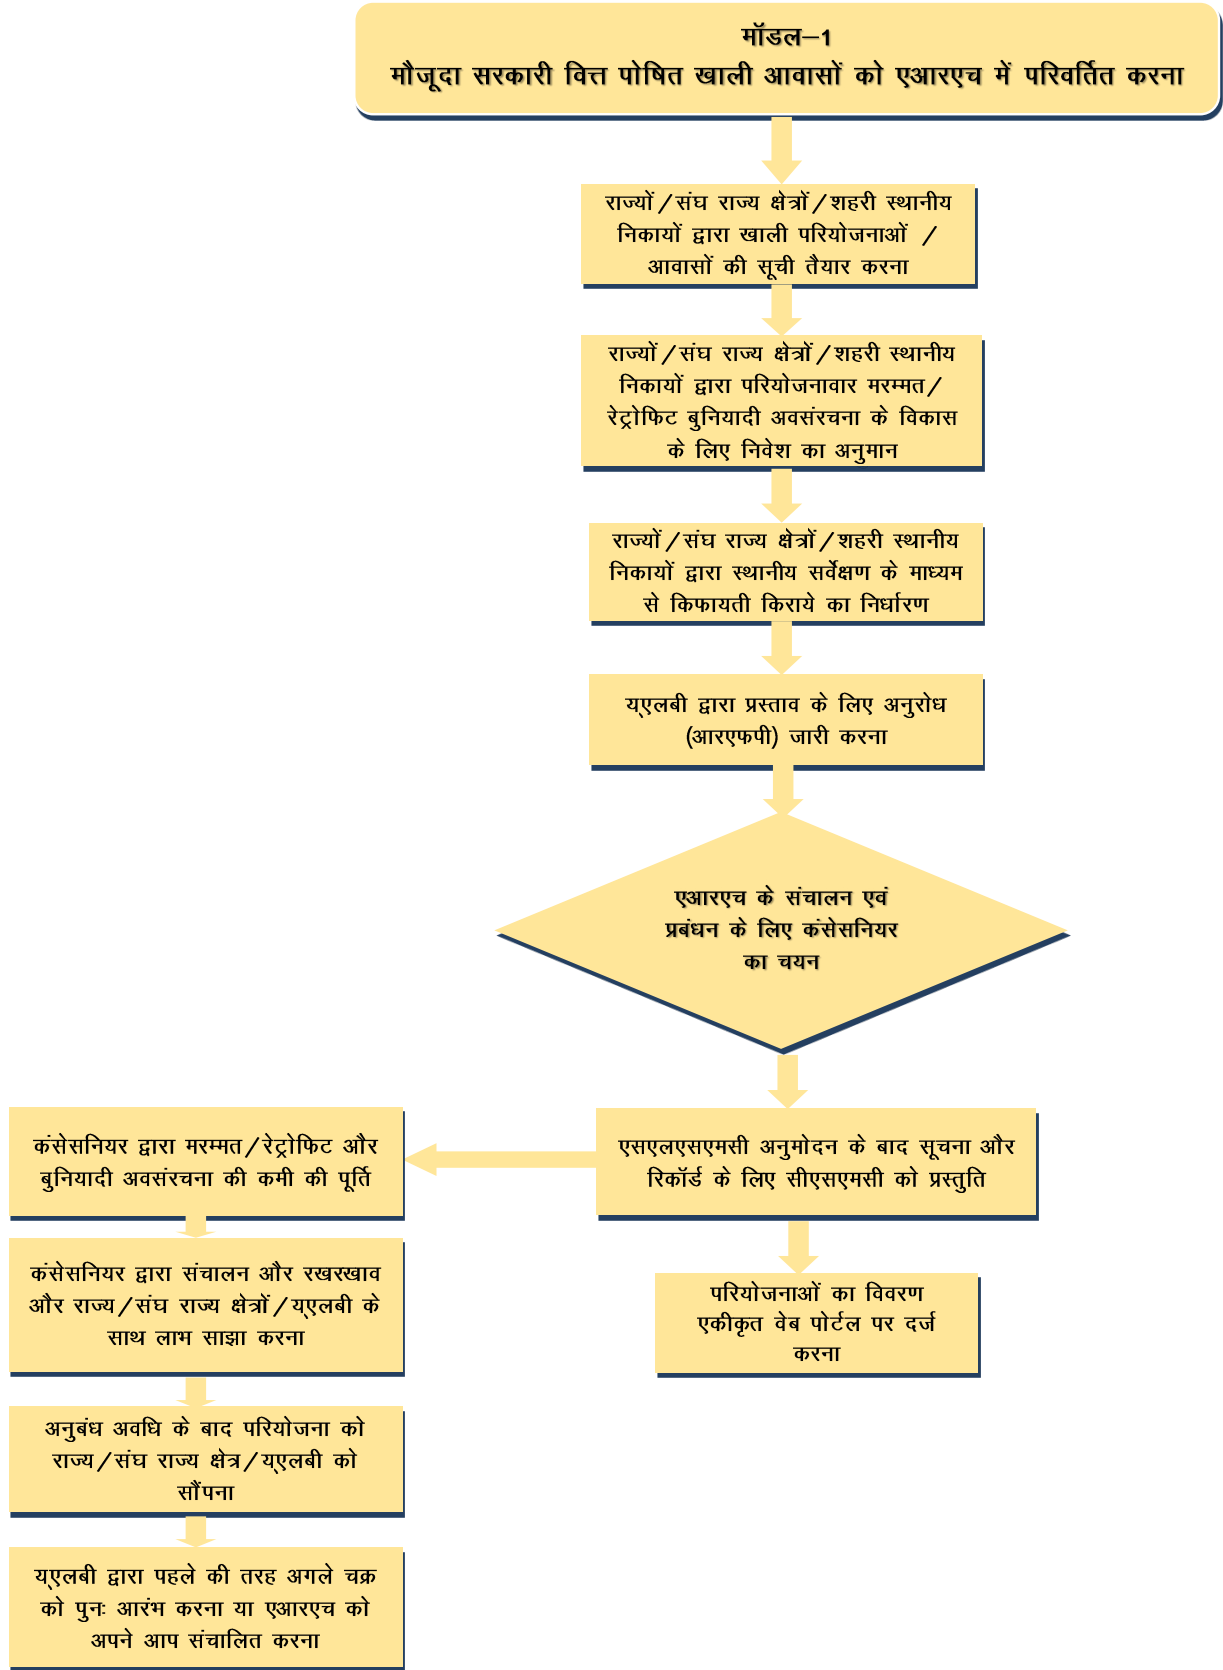 मॉडल–1
मौजूदा सरकारी वित्त पोषित खाली आवासों को एआरएच में परिवर्तित करना
राज्यों/संघ राज्य क्षेत्रों/शहरी स्थानीय
निकायों द्वारा खाली परियोजनाओं /
आवासों की सूची तैयार करना
राज्यों/संघ राज्य क्षेत्रों/शहरी स्थानीय
निकायों द्वारा परियोजनावार मरम्मत/
रेट्रोफिट बुनियादी अवसंरचना के विकास
के लिए निवेश का अनुमान
राज्यों/संघ राज्य क्षेत्रों/शहरी स्थानीय
निकायों द्वारा स्थानीय सर्वेक्षण के माध्यम
से किफायती किराये का निर्धारण
य्एलबी द्वारा प्रस्ताव के लिए अनुरोध
(आरएफपी) जारी करना
एआरएच के संचालन एवं
प्रबंधन के लिए कंसेसनियर
का चयन
एसएलएसएमसी अनुमोदन के बाद सूचना और
रिकॉर्ड के लिए सीएसएमसी को प्रस्तुति
परियोजनाओं का विवरण
एकीकृत वेब पोर्टल पर दर्ज
करना
कंसेसनियर द्वारा मरम्मत/रेट्रोफिट और
बुनियादी अवसंरचना की कमी की पूर्ति
कंसेसनियर द्वारा संचालन और रखरखाव
और राज्य/संघ राज्य क्षेत्रों/य्एलबी के
साथ लाभ साझा करना
अनुबंध अवधि के बाद परियोजना को
राज्य/संघ राज्य क्षेत्र/य्एलबी को
सौंपना
य्एलबी द्वारा पहले की तरह अगले चक्र
को पुनः आरंभ करना या एआरएच को
अपने आप संचालित करना